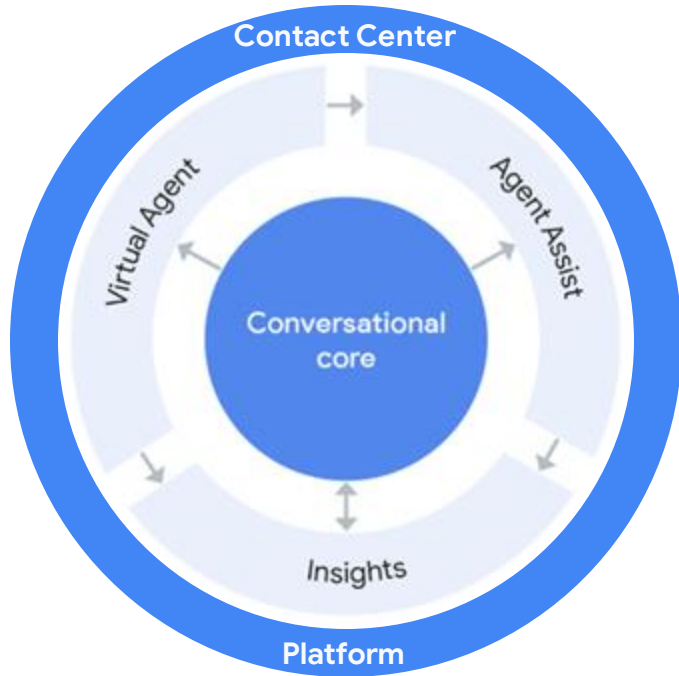 Contact Center
Virtual Agent
Agent Assist
Conversational
core
Insights
Platform